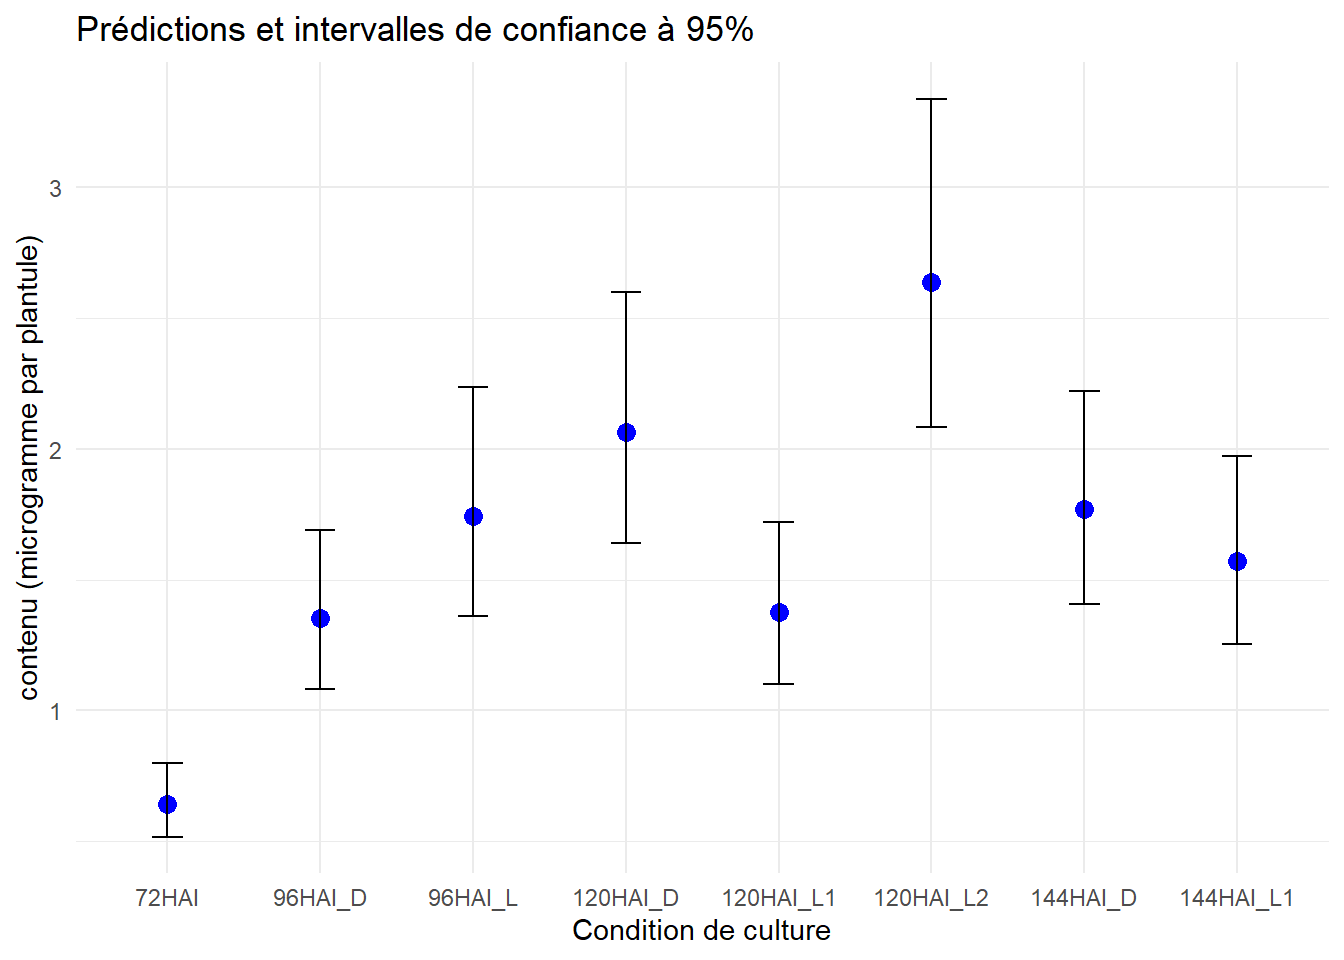 Prédictions et intervalles de confiance à 95%
contenu (microgramme par plantule)
3
2
1
72HAI 96HAI_D 96HAI_L 120HAI_D 120HAI_L1 120HAI_L2 144HAI_D 144HAI_L1
Condition de culture